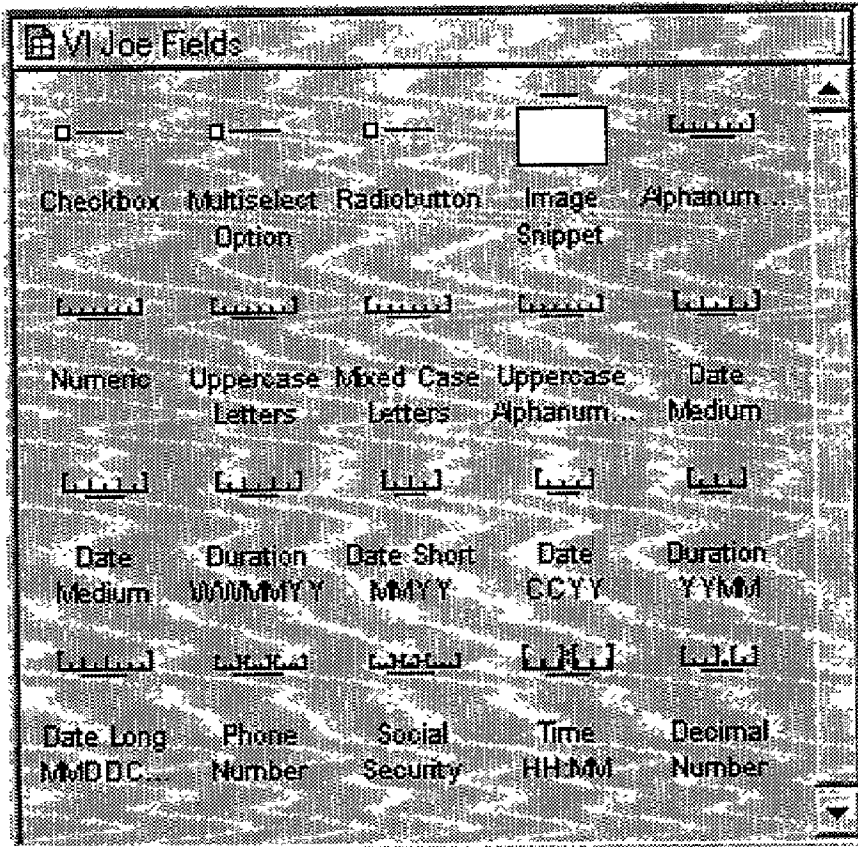 VI Joe Fields
Checkbox Multiselect Radiobutton Image Alphanum...
Option Snippet
Numeric Uppercase Mixed Case Uppercase Date
Letters Letters Alphanum... Medium
Date Duration Date Short Date Duration
Medium WWMMYY MMYY CCYY YYMM
Date Long Phone Social Time Decimal
MMDDC... Number Security HH:MM Number